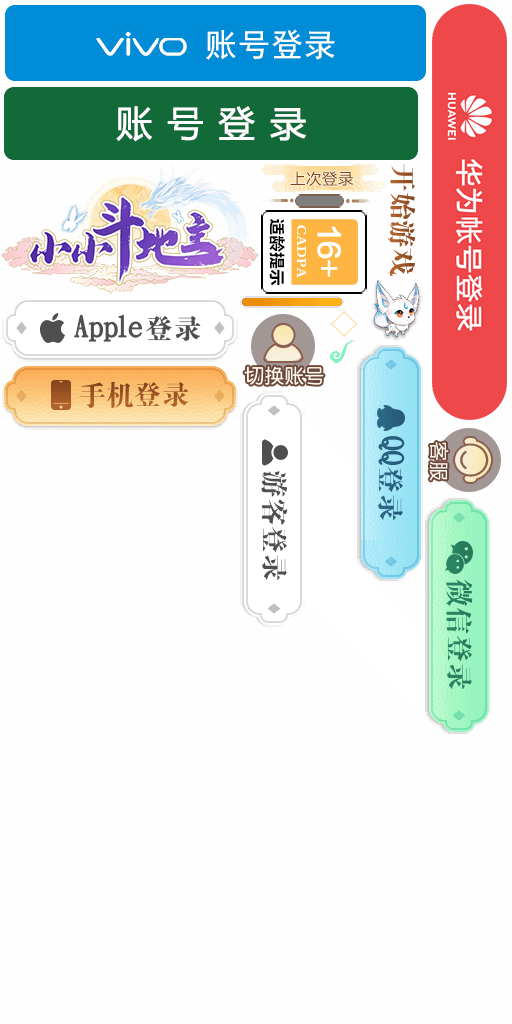 vivo 账号登录
账号登录
HUAWEI
华为帐号登录
上次登录
开始游戏
小小斗地主
16+
CADPA
适龄提示
Apple登录
切换账号
手机登录
QQ登录
客服
游客登录
微信登录